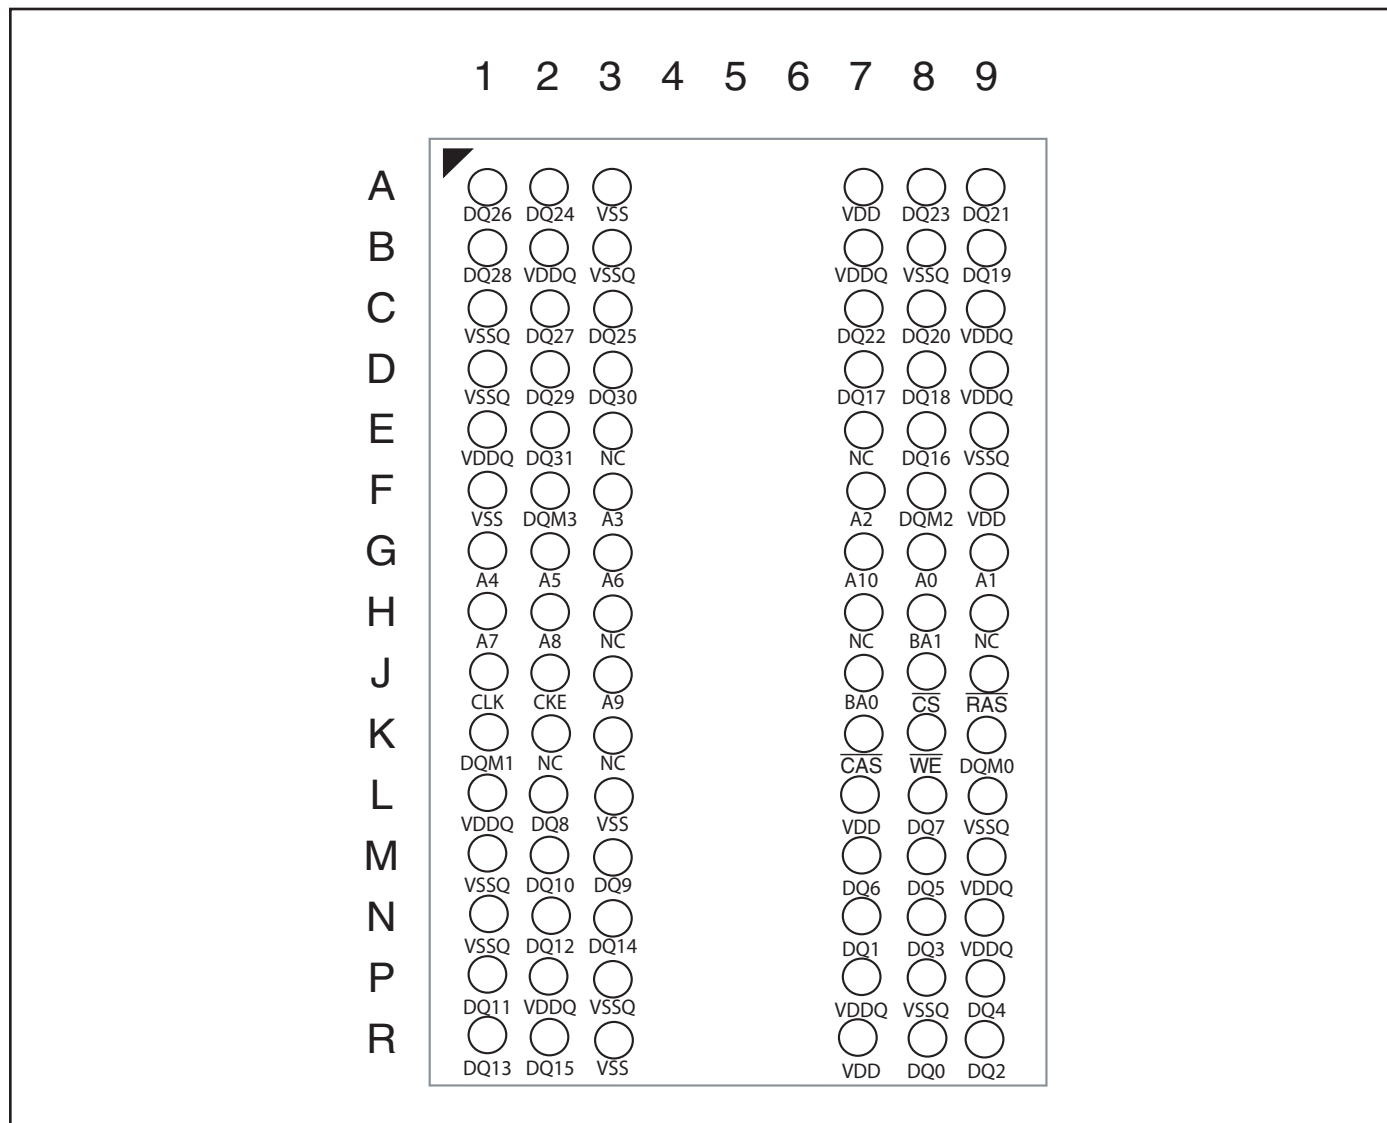 1 2 3 4 5 6 7 8 9
A
DQ26 DQ24 VSS VDD DQ23 DQ21
B
DQ28 VDDQ VSSQ VDDQ VSSQ DQ19
C
VSSQ DQ27 DQ25 DQ22 DQ20 VDDQ
D
VSSQ DQ29 DQ30 DQ17 DQ18 VDDQ
E
VDDQ DQ31 NC NC DQ16 VSSQ
F
VSS DQM3 A3 A2 DQM2 VDD
G
A4 A5 A6 A10 A0 A1
H
A7 A8 NC NC BA1 NC
J
CLK CKE A9 BA0 C̅S̅ R̅A̅S̅
K
DQM1 NC NC C̅A̅S̅ W̅E̅ DQM0
L
VDDQ DQ8 VSS VDD DQ7 VSSQ
M
VSSQ DQ10 DQ9 DQ6 DQ5 VDDQ
N
VSSQ DQ12 DQ14 DQ1 DQ3 VDDQ
P
DQ11 VDDQ VSSQ VDDQ VSSQ DQ4
R
DQ13 DQ15 VSS VDD DQ0 DQ2